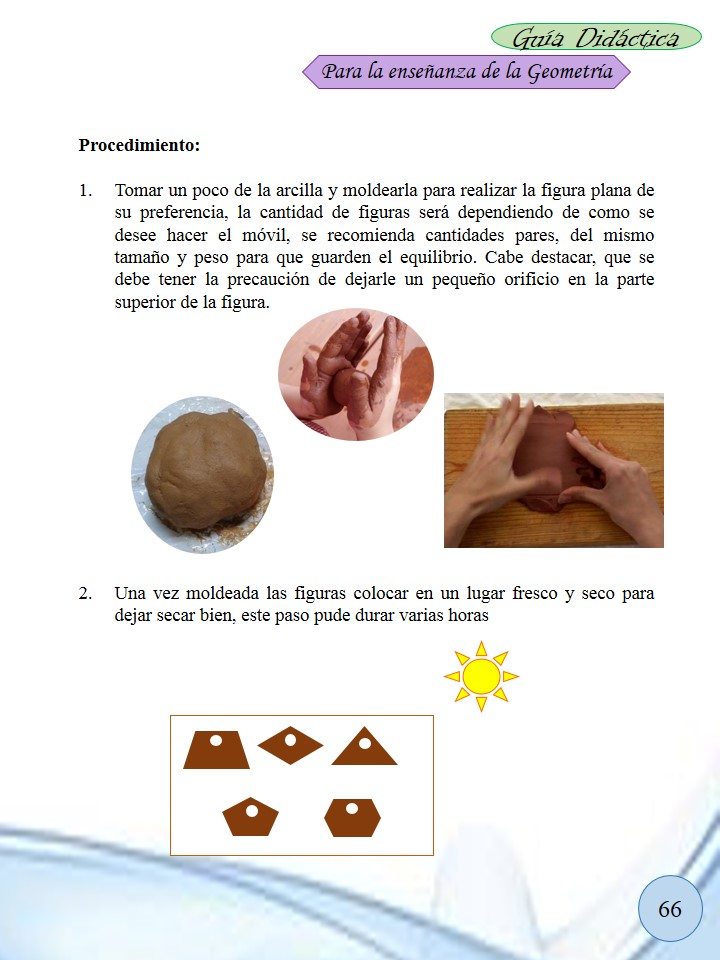 Guía Didáctica
Para la enseñanza de la Geometría
Procedimiento:
1. Tomar un poco de la arcilla y moldearla para realizar la figura plana de
su preferencia, la cantidad de figuras será dependiendo de como se
desee hacer el móvil, se recomienda cantidades pares, del mismo
tamaño y peso para que guarden el equilibrio. Cabe destacar, que se
debe tener la precaución de dejarle un pequeño orificio en la parte
superior de la figura.
2. Una vez moldeada las figuras colocar en un lugar fresco y seco para
dejar secar bien, este paso pude durar varias horas
66